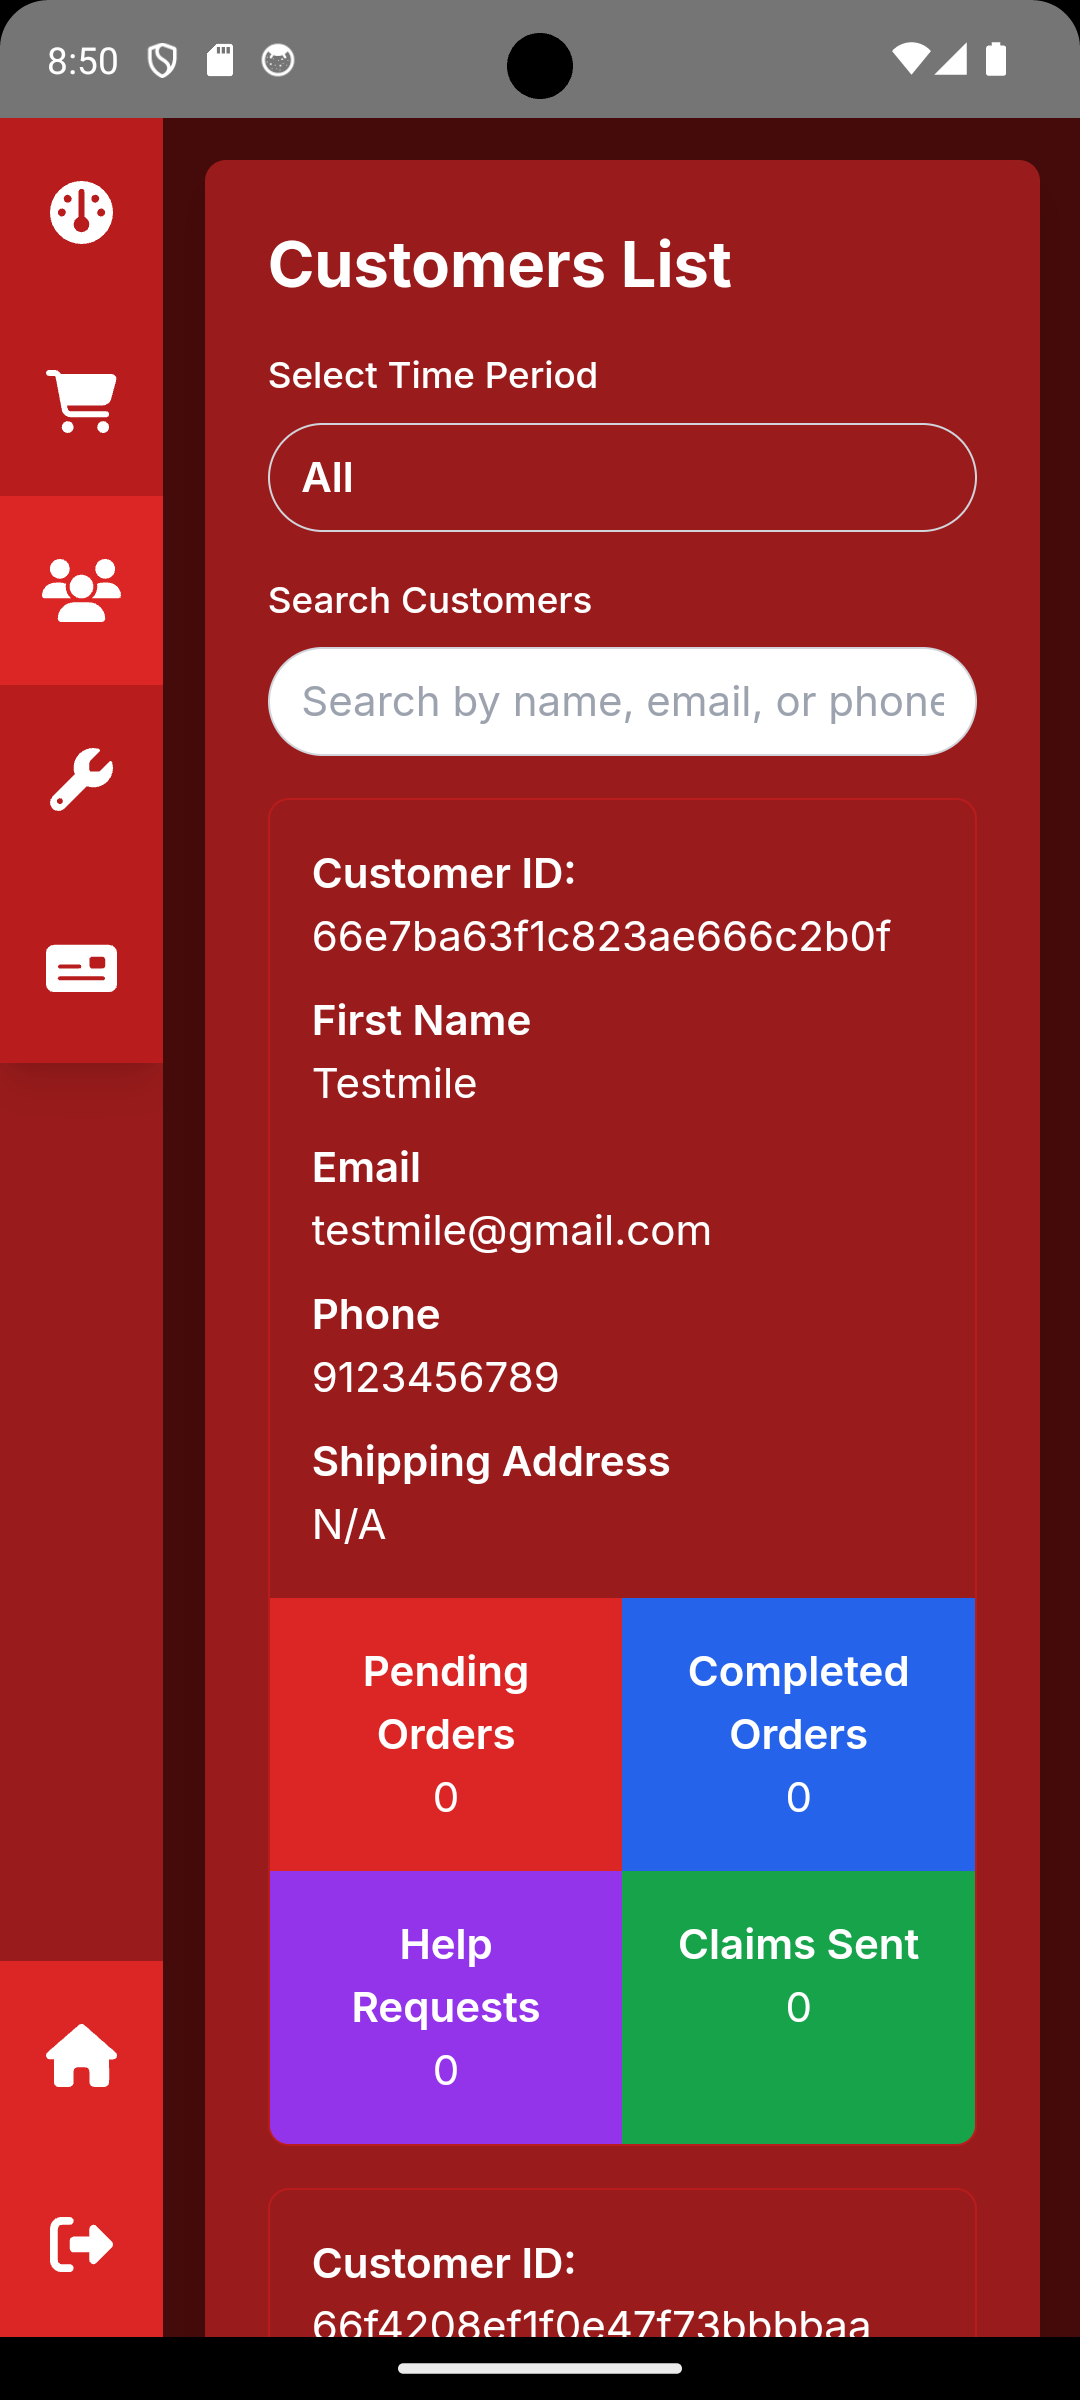 8:50
Customers List
Select Time Period
All
Search Customers
Search by name, email, or phone
Customer ID:
66e7ba63f1c823ae666c2b0f
First Name
Testmile
Email
testmile@gmail.com
Phone
9123456789
Shipping Address
N/A
Pending
Orders
0
Completed
Orders
0
Help
Requests
0
Claims Sent
0
Customer ID:
66f4208ef1f0e47f73bbbbaa